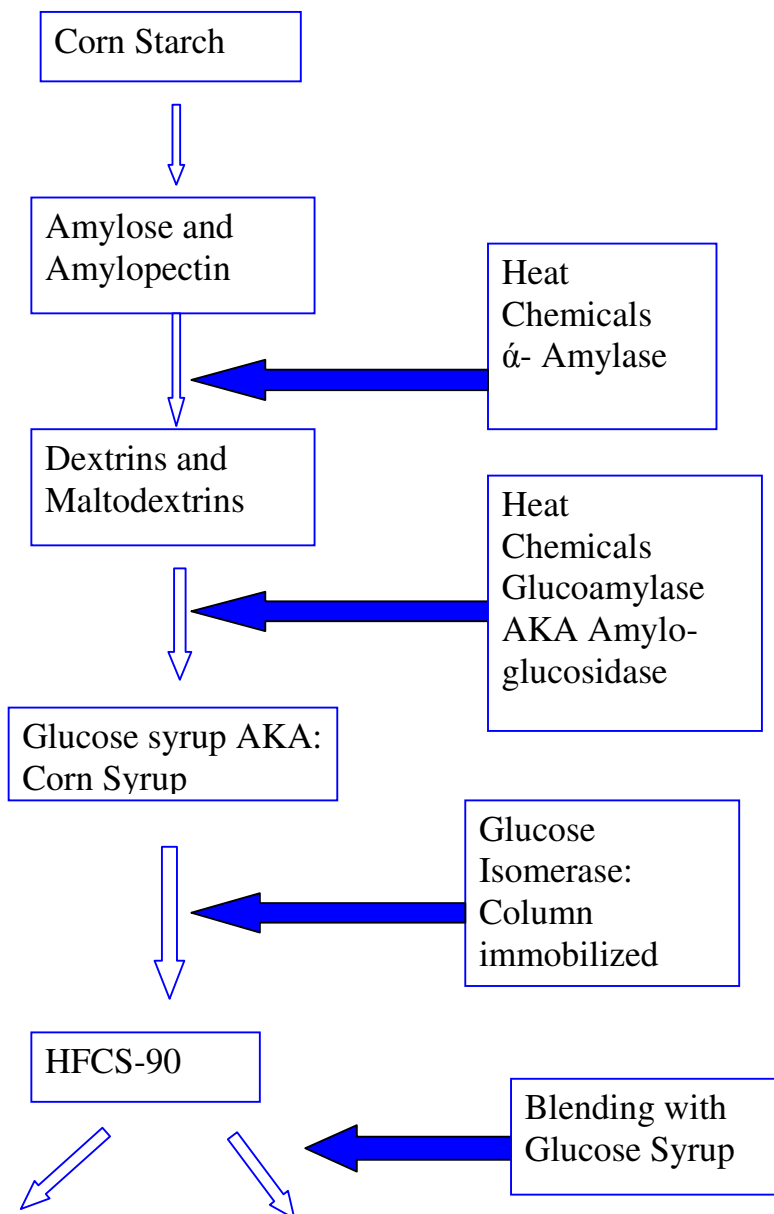 Corn Starch
Amylose and
Amylopectin
Heat
Chemicals
ά- Amylase
Dextrins and
Maltodextrins
Heat
Chemicals
Glucoamylase
AKA Amylo-
glucosidase
Glucose syrup AKA:
Corn Syrup
Glucose
Isomerase:
Column
immobilized
HFCS-90
Blending with
Glucose Syrup